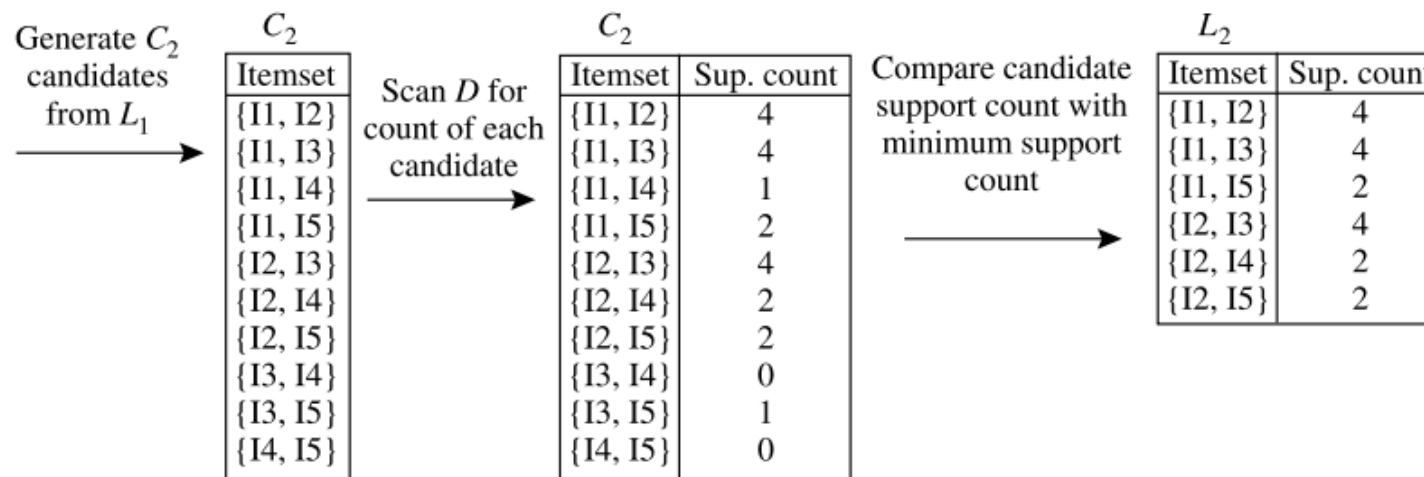 Generate C₂
candidates
from L₁
C₂
Itemset
{I1, I2}
{I1, I3}
{I1, I4}
{I1, I5}
{I2, I3}
{I2, I4}
{I2, I5}
{I3, I4}
{I3, I5}
{I4, I5}
Scan D for
count of each
candidate
C₂
Itemset Sup. count
{I1, I2} 4
{I1, I3} 4
{I1, I4} 1
{I1, I5} 2
{I2, I3} 4
{I2, I4} 2
{I2, I5} 2
{I3, I4} 0
{I3, I5} 1
{I4, I5} 0
Compare candidate
support count with
minimum support
count
L₂
Itemset Sup. count
{I1, I2} 4
{I1, I3} 4
{I1, I5} 2
{I2, I3} 4
{I2, I4} 2
{I2, I5} 2